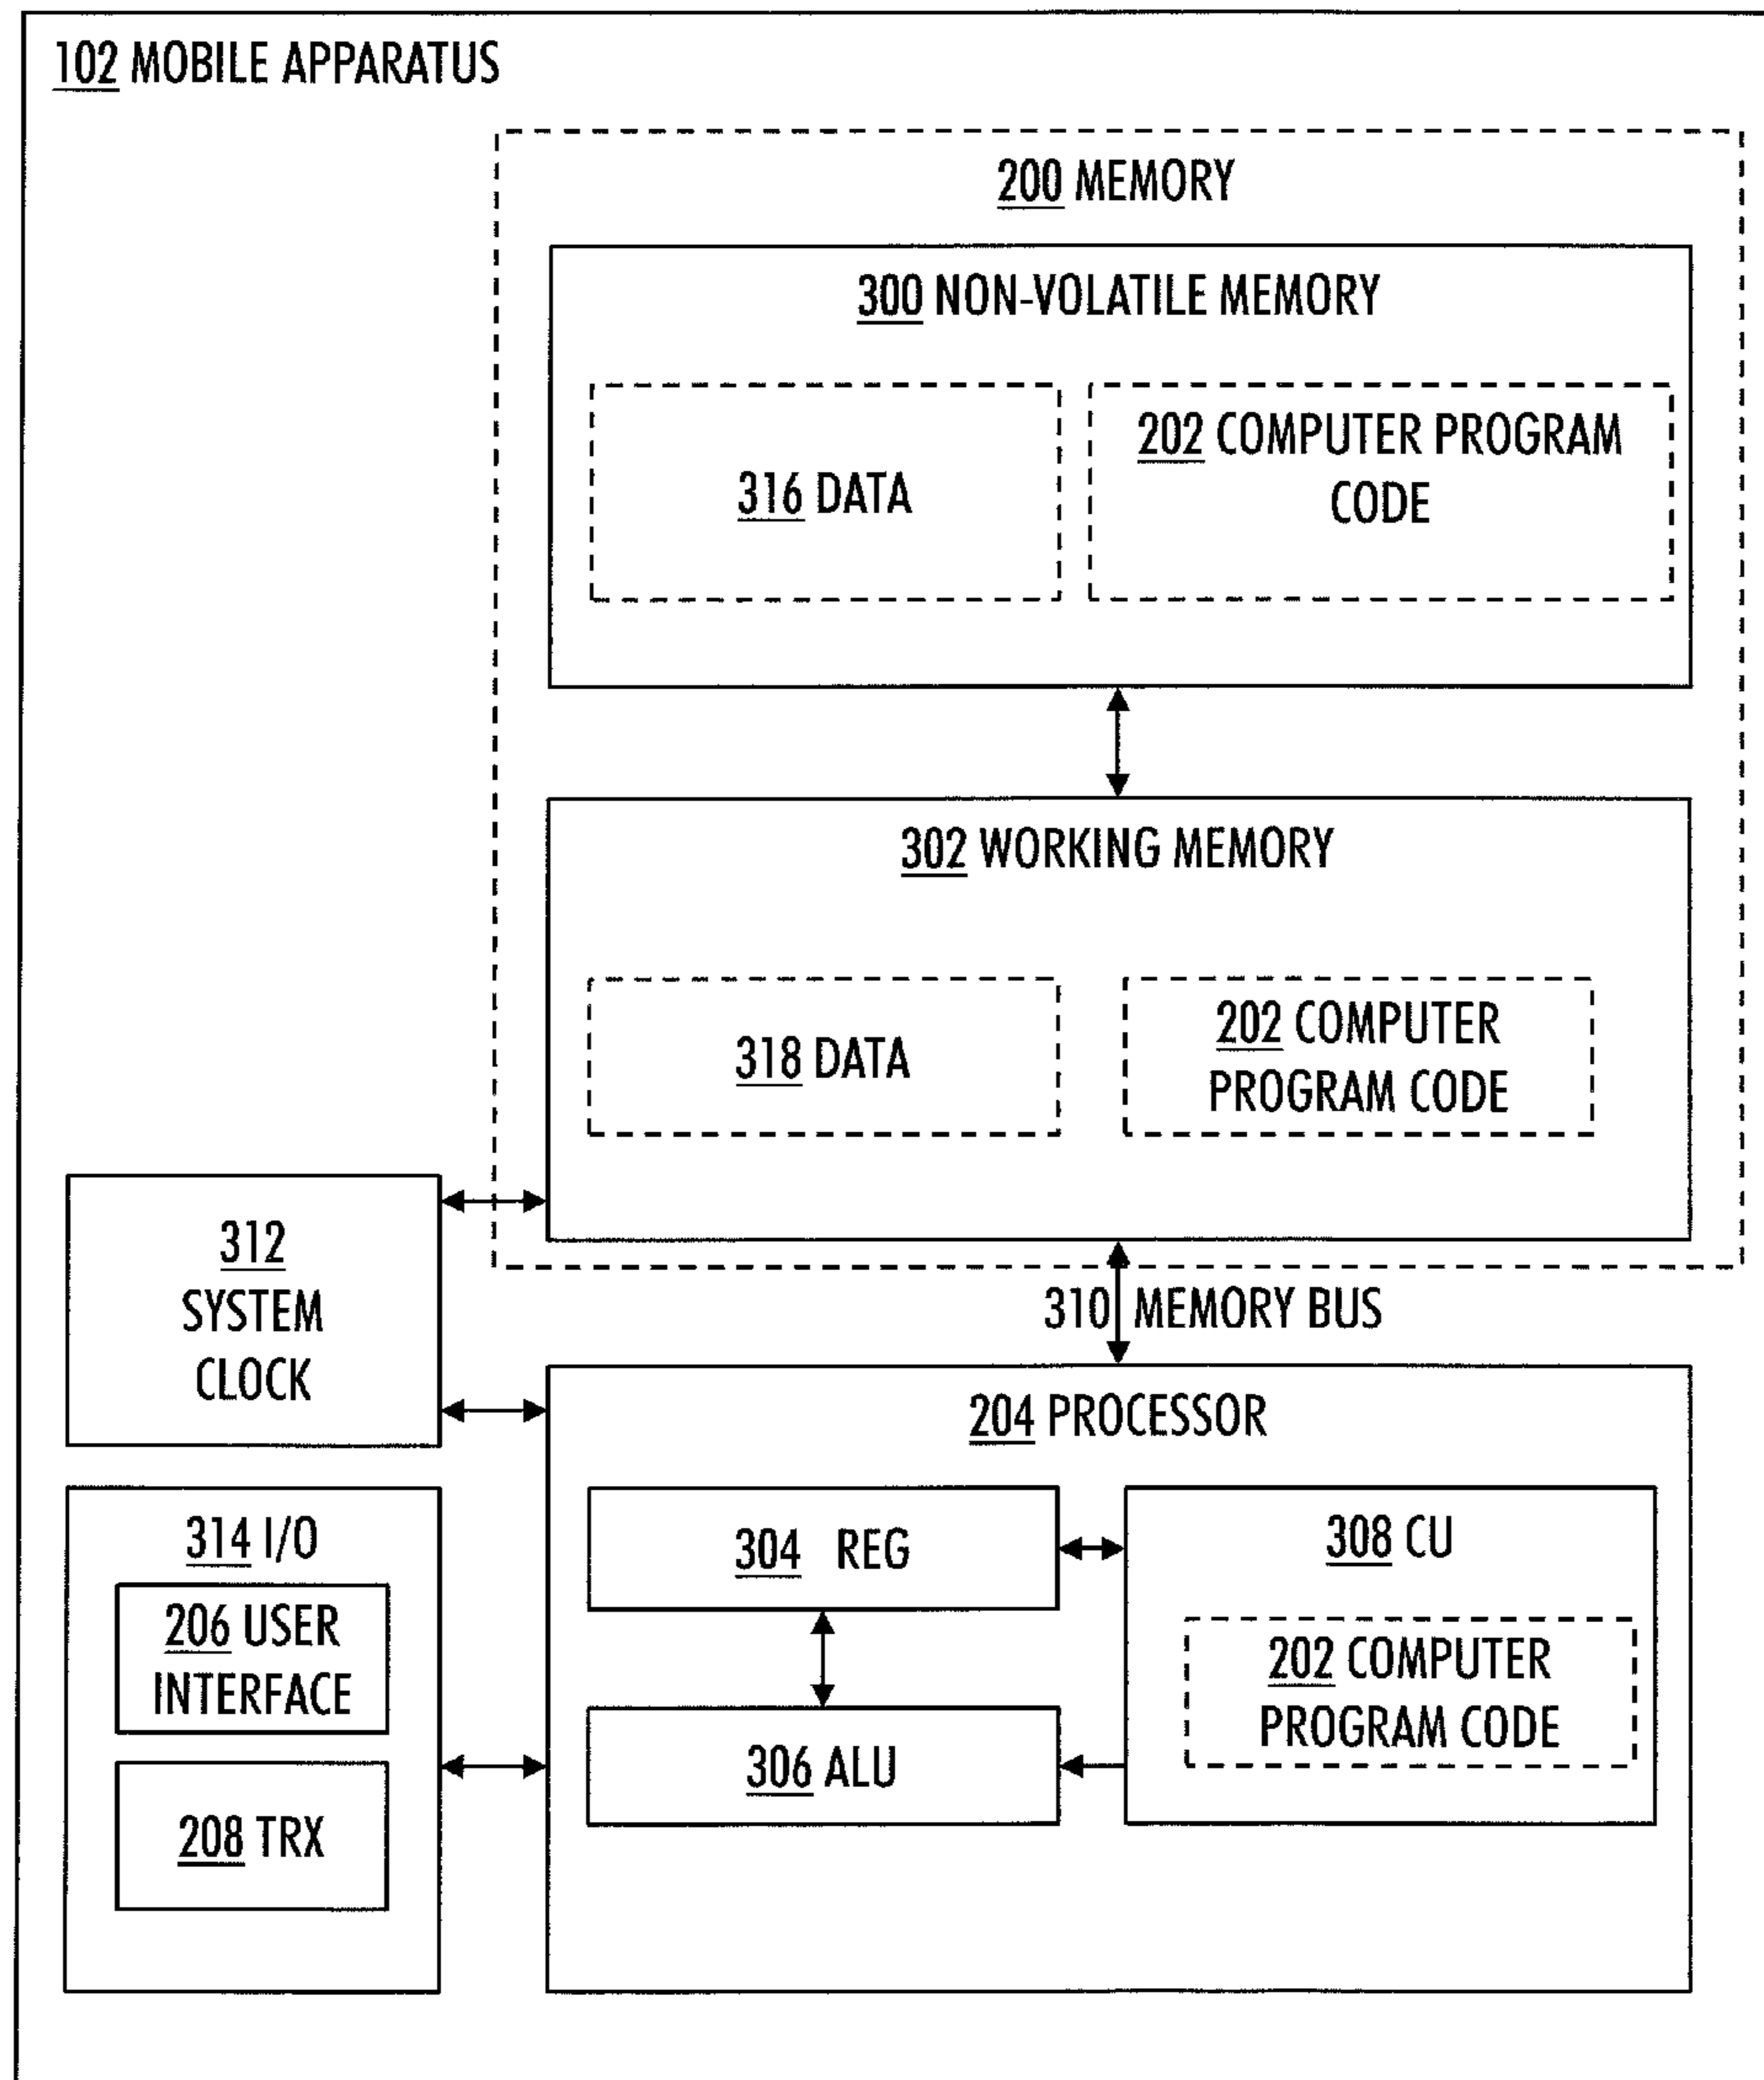 102 MOBILE APPARATUS
200 MEMORY
300 NON-VOLATILE MEMORY
316 DATA
202 COMPUTER PROGRAM
CODE
302 WORKING MEMORY
318 DATA
202 COMPUTER
PROGRAM CODE
312
SYSTEM
CLOCK
310 MEMORY BUS
204 PROCESSOR
304 REG
308 CU
202 COMPUTER
PROGRAM CODE
306 ALU
314 I/O
206 USER
INTERFACE
208 TRX